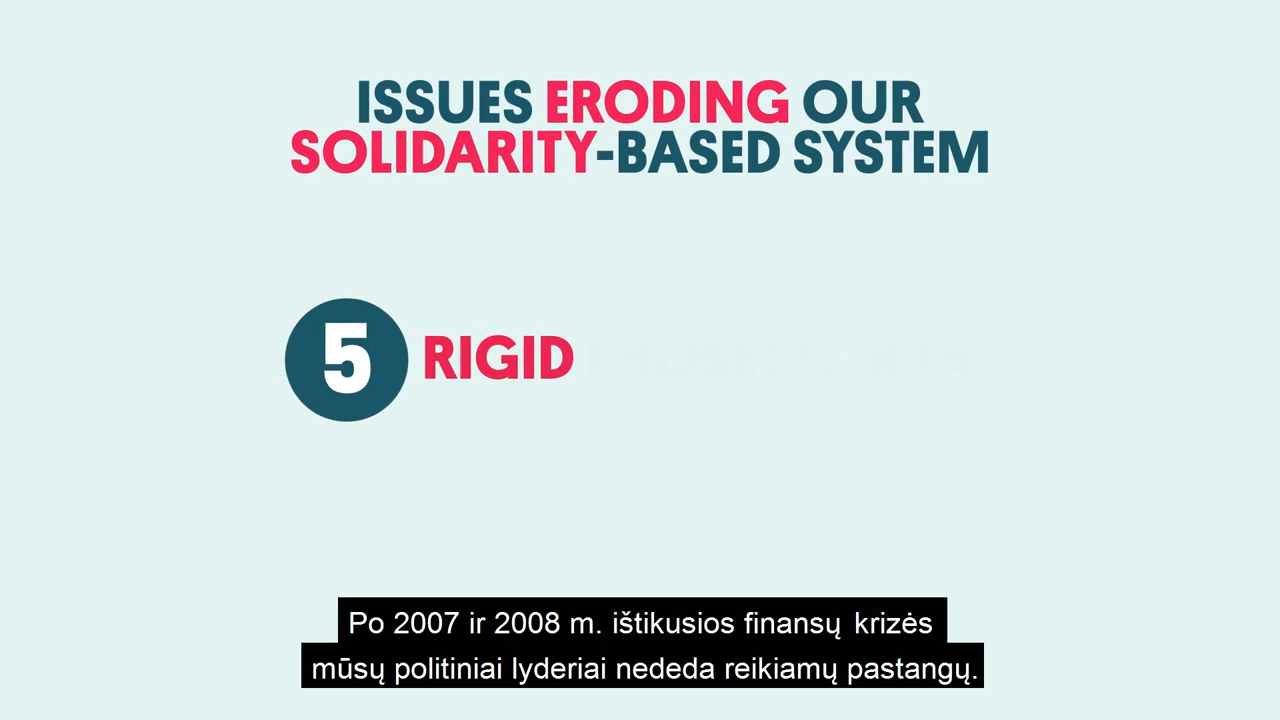 ISSUES ERODING OUR
SOLIDARITY-BASED SYSTEM
5 RIGID
Po 2007 ir 2008 m. ištikusios finansų krizės
mūsų politiniai lyderiai nededa reikiamų pastangų.